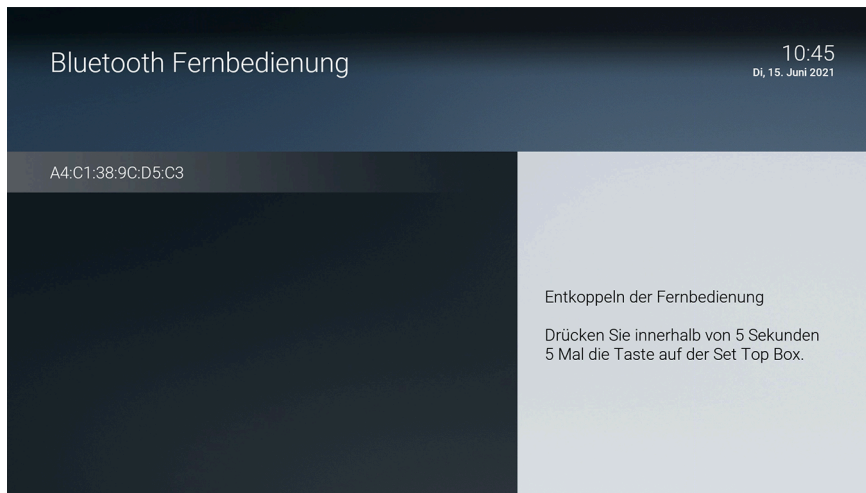 Bluetooth Fernbedienung
10:45
Di, 15. Juni 2021
A4:C1:38:9C:D5:C3
Entkoppeln der Fernbedienung
Drücken Sie innerhalb von 5 Sekunden
5 Mal die Taste auf der Set Top Box.